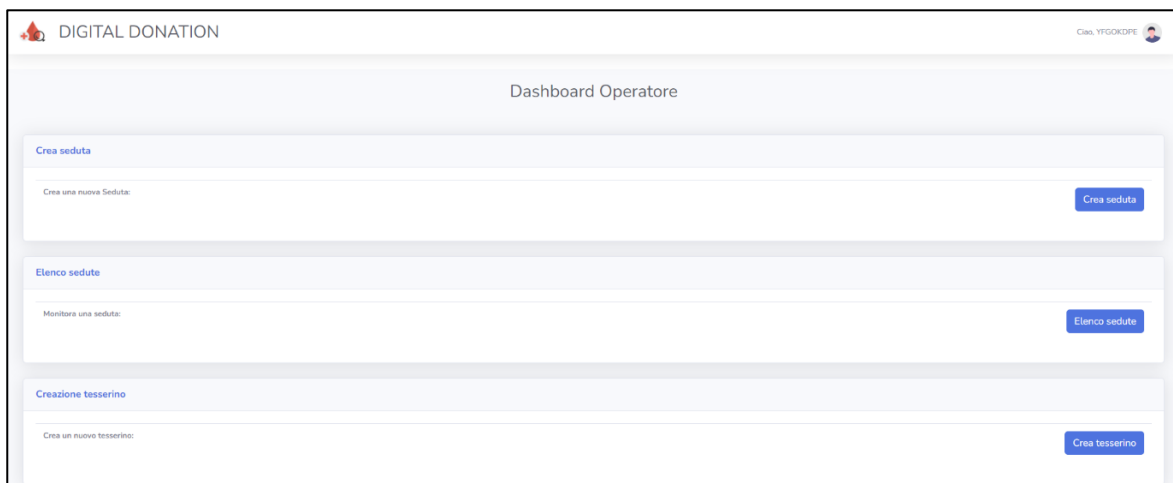 DIGITAL DONATION
Ciao, YFGOKDPE
Dashboard Operatore
Crea seduta
Crea una nuova Seduta:
Crea seduta
Elenco sedute
Monitora una seduta:
Elenco sedute
Creazione tesserino
Crea un nuovo tesserino:
Crea tesserino